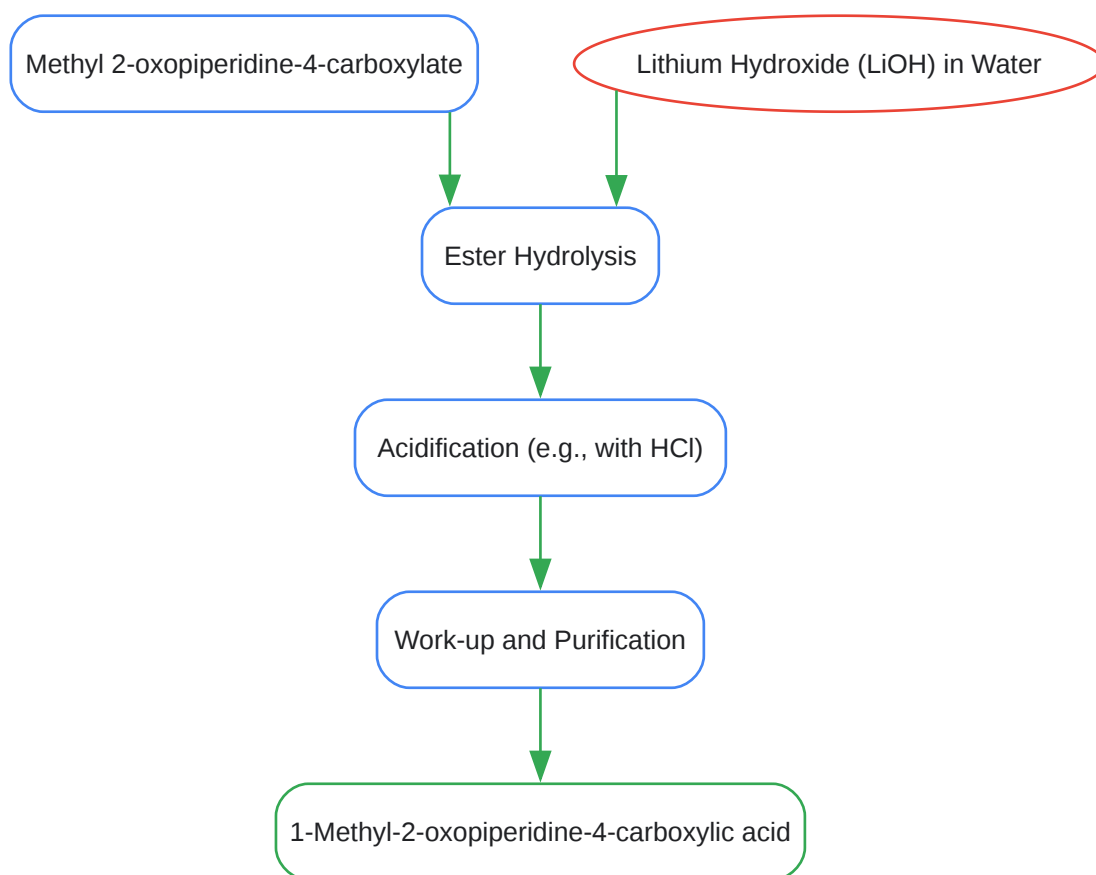 Methyl 2-oxopiperidine-4-carboxylate
Lithium Hydroxide (LiOH) in Water
Ester Hydrolysis
Acidification (e.g., with HCl)
Work-up and Purification
1-Methyl-2-oxopiperidine-4-carboxylic acid